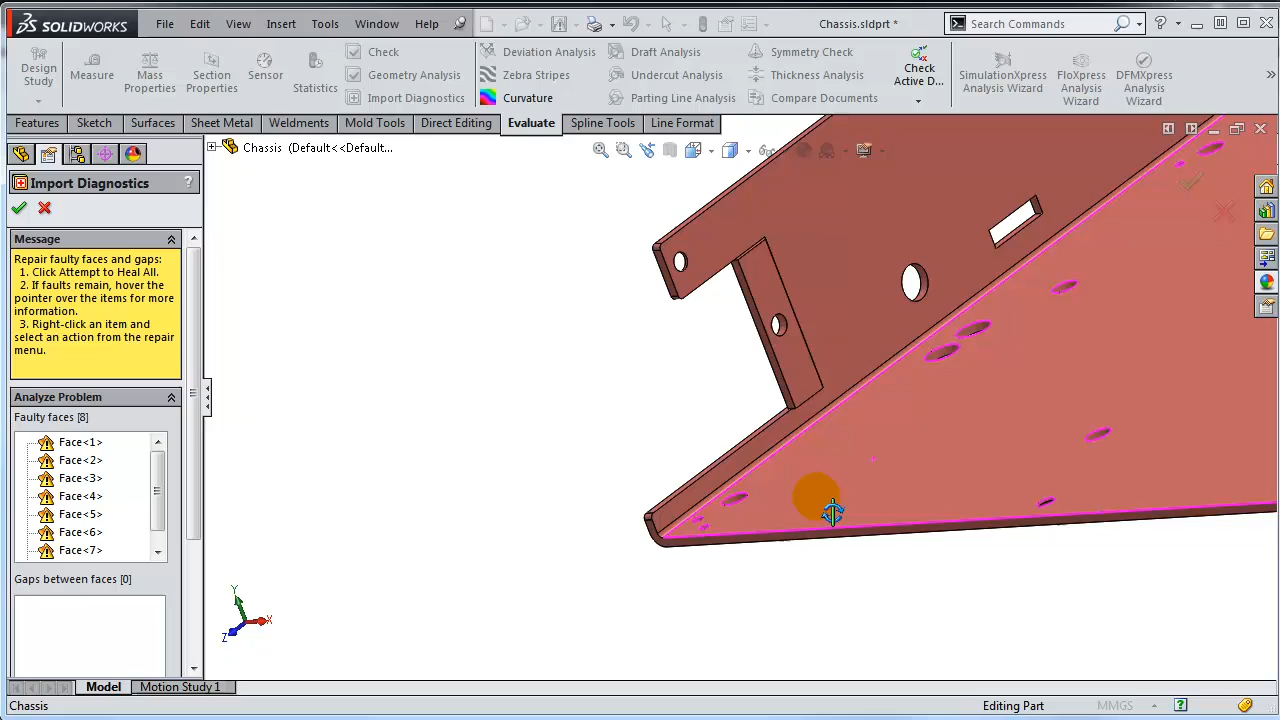 SOLIDWORKS
File Edit View Insert Tools Window Help
Chassis.sldprt *
Search Commands
Design Study
Measure
Mass Properties
Section Properties
Sensor
Statistics
Check
Geometry Analysis
Import Diagnostics
Deviation Analysis
Zebra Stripes
Curvature
Draft Analysis
Undercut Analysis
Parting Line Analysis
Symmetry Check
Thickness Analysis
Compare Documents
Check Active D...
SimulationXpress Analysis Wizard
FloXpress Analysis Wizard
DFMXpress Analysis Wizard
Features Sketch Surfaces Sheet Metal Weldments Mold Tools Direct Editing Evaluate Spline Tools Line Format
Chassis (Default<<Default...
Import Diagnostics ?
Message
Repair faulty faces and gaps:
1. Click Attempt to Heal All.
2. If faults remain, hover the
pointer over the items for more
information.
3. Right-click an item and
select an action from the repair
menu.
Analyze Problem
Faulty faces [8]
Face<1>
Face<2>
Face<3>
Face<4>
Face<5>
Face<6>
Face<7>
Gaps between faces [0]
Y
X
Z
Model Motion Study 1
Chassis
Editing Part
MMGS